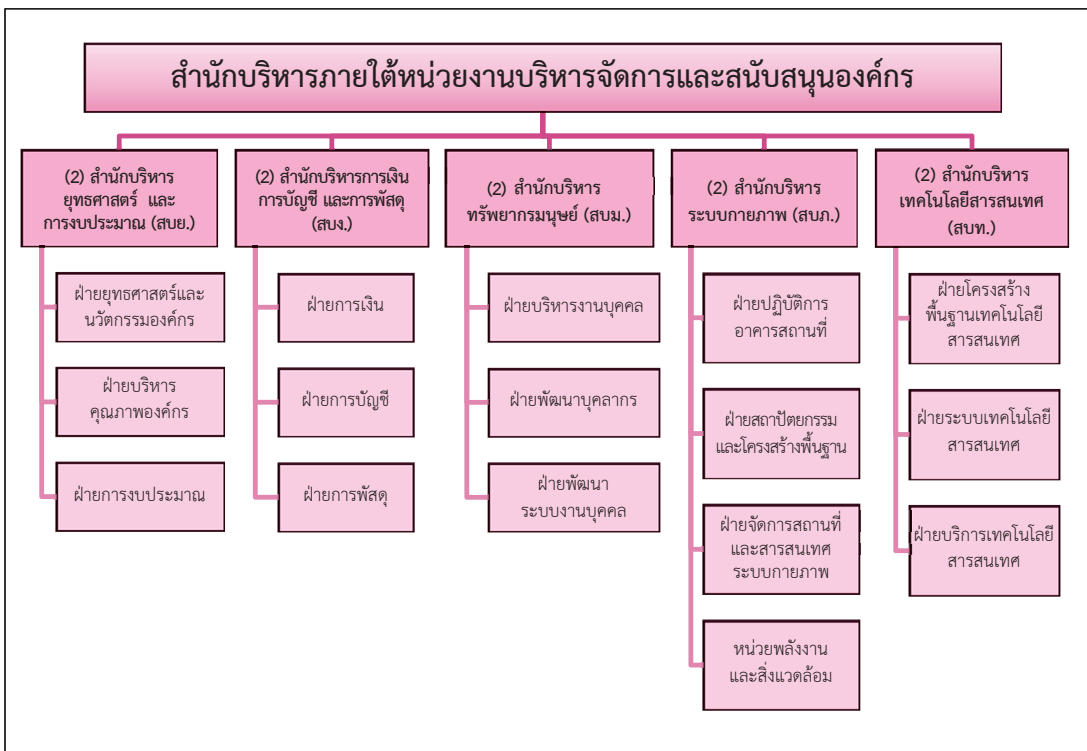 สำนักบริหารภายใต้หน่วยงานบริหารจัดการและสนับสนุนองค์กร
(2) สำนักบริหาร
ยุทธศาสตร์ และ
การงบประมาณ (สบย.)
ฝ่ายยุทธศาสตร์และ
นวัตกรรมองค์กร
ฝ่ายบริหาร
คุณภาพองค์กร
ฝ่ายการงบประมาณ
(2) สำนักบริหารการเงิน
การบัญชี และการพัสดุ
(สบง.)
ฝ่ายการเงิน
ฝ่ายการบัญชี
ฝ่ายการพัสดุ
(2) สำนักบริหาร
ทรัพยากรมนุษย์ (สบม.)
ฝ่ายบริหารงานบุคคล
ฝ่ายพัฒนาบุคลากร
ฝ่ายพัฒนา
ระบบงานบุคคล
(2) สำนักบริหาร
ระบบกายภาพ (สบภ.)
ฝ่ายปฏิบัติการ
อาคารสถานที่
ฝ่ายสถาปัตยกรรม
และโครงสร้างพื้นฐาน
ฝ่ายจัดการสถานที่
และสารสนเทศ
ระบบกายภาพ
หน่วยพลังงาน
และสิ่งแวดล้อม
(2) สำนักบริหาร
เทคโนโลยีสารสนเทศ
(สบท.)
ฝ่ายโครงสร้าง
พื้นฐานเทคโนโลยี
สารสนเทศ
ฝ่ายระบบเทคโนโลยี
สารสนเทศ
ฝ่ายบริการเทคโนโลยี
สารสนเทศ